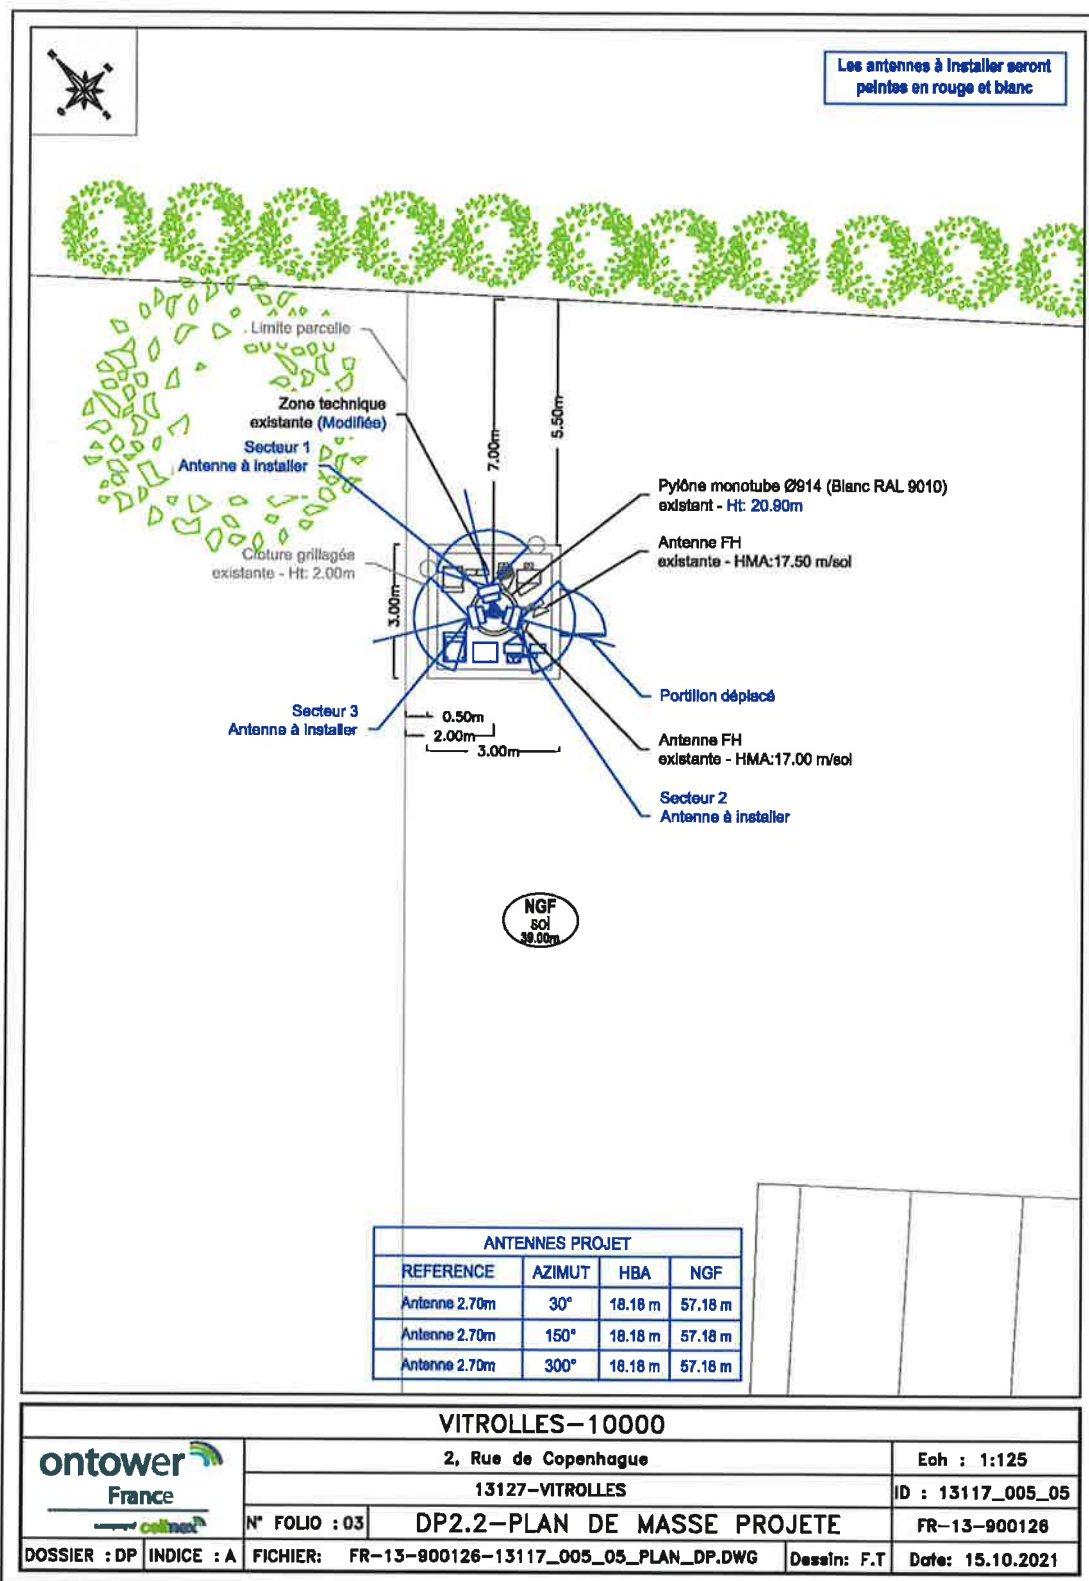 Les antennes à installer seront
peintes en rouge et blanc
Limite parcelle
Zone technique
existante (Modifiée)
Secteur 1
Antenne à installer
7.00m
5.50m
Pylône monotube Ø914 (Blanc RAL 9010)
existant - Ht: 20.90m
Antenne FH
existante - HMA:17.50 m/sol
Cloture grillagée
existante - Ht: 2.00m
3.00m
Portillon déplacé
Secteur 3
Antenne à installer
0.50m
2.00m
3.00m
Antenne FH
existante - HMA:17.00 m/sol
Secteur 2
Antenne à installer
NGF
sol
39.00m
ANTENNES PROJET
REFERENCE AZIMUT HBA NGF
Antenne 2.70m 30° 18.18 m 57.18 m
Antenne 2.70m 150° 18.18 m 57.18 m
Antenne 2.70m 300° 18.18 m 57.18 m
VITROLLES-10000
ontower
France
cellnex
2, Rue de Copenhague
Ech : 1:125
13127-VITROLLES
ID : 13117_005_05
N° FOLIO : 03
DP2.2-PLAN DE MASSE PROJETE
FR-13-900126
DOSSIER : DP
INDICE : A
FICHIER: FR-13-900126-13117_005_05_PLAN_DP.DWG
Dessin: F.T
Date: 15.10.2021